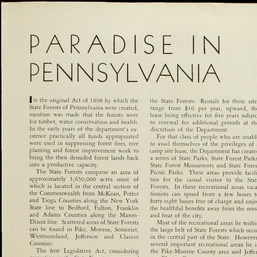 PARADISE IN
PENNSYLVANIA
IN the original Act of 1898 by which the
State Forests of Pennsylvania were created,
mention was made that the forests were
for timber, water conservation and health.
In the early years of the department's ex-
istence practically all funds appropriated
were used in suppressing forest fires, tree
planting and forest improvement work to
bring the then denuded forest lands back
into a productive capacity.
The State Forests compose an area of
approximately 1,650,000 acres most of
which is located in the central section of
the Commonwealth from McKean, Potter
and Tioga Counties along the New York
State line to Bedford, Fulton, Franklin
and Adams Counties along the Mason-
Dixon line. Scattered areas of State Forests
can be found in Pike, Monroe, Somerset,
Westmoreland, Jefferson and Clarion
Counties.
The first Legislative Act, considering
the State Forests. Rentals for these sites
range from $10 per year, upward, the
lease being effective for five years subject
to renewal for additional periods at the
discretion of the Department.
For that class of people who are unable
to avail themselves of the privileges of a
camp site lease, the Department has created
a series of State Parks, State Forest Parks,
State Forest Monuments and State Forest
Picnic Parks. These areas provide facili-
ties for the casual visitor to the State
Forests. In these recreational areas vaca-
tionists can spend from a few hours to
forty-eight hours free of charge and enjoy
the healthful benefits away from the noise
and heat of the city.
Most of the recreational areas lie within
the large belt of State Forests which occurs
in the central part of the State. However,
several important recreational areas lie in
the Pike-Monroe County area and Jeffer-